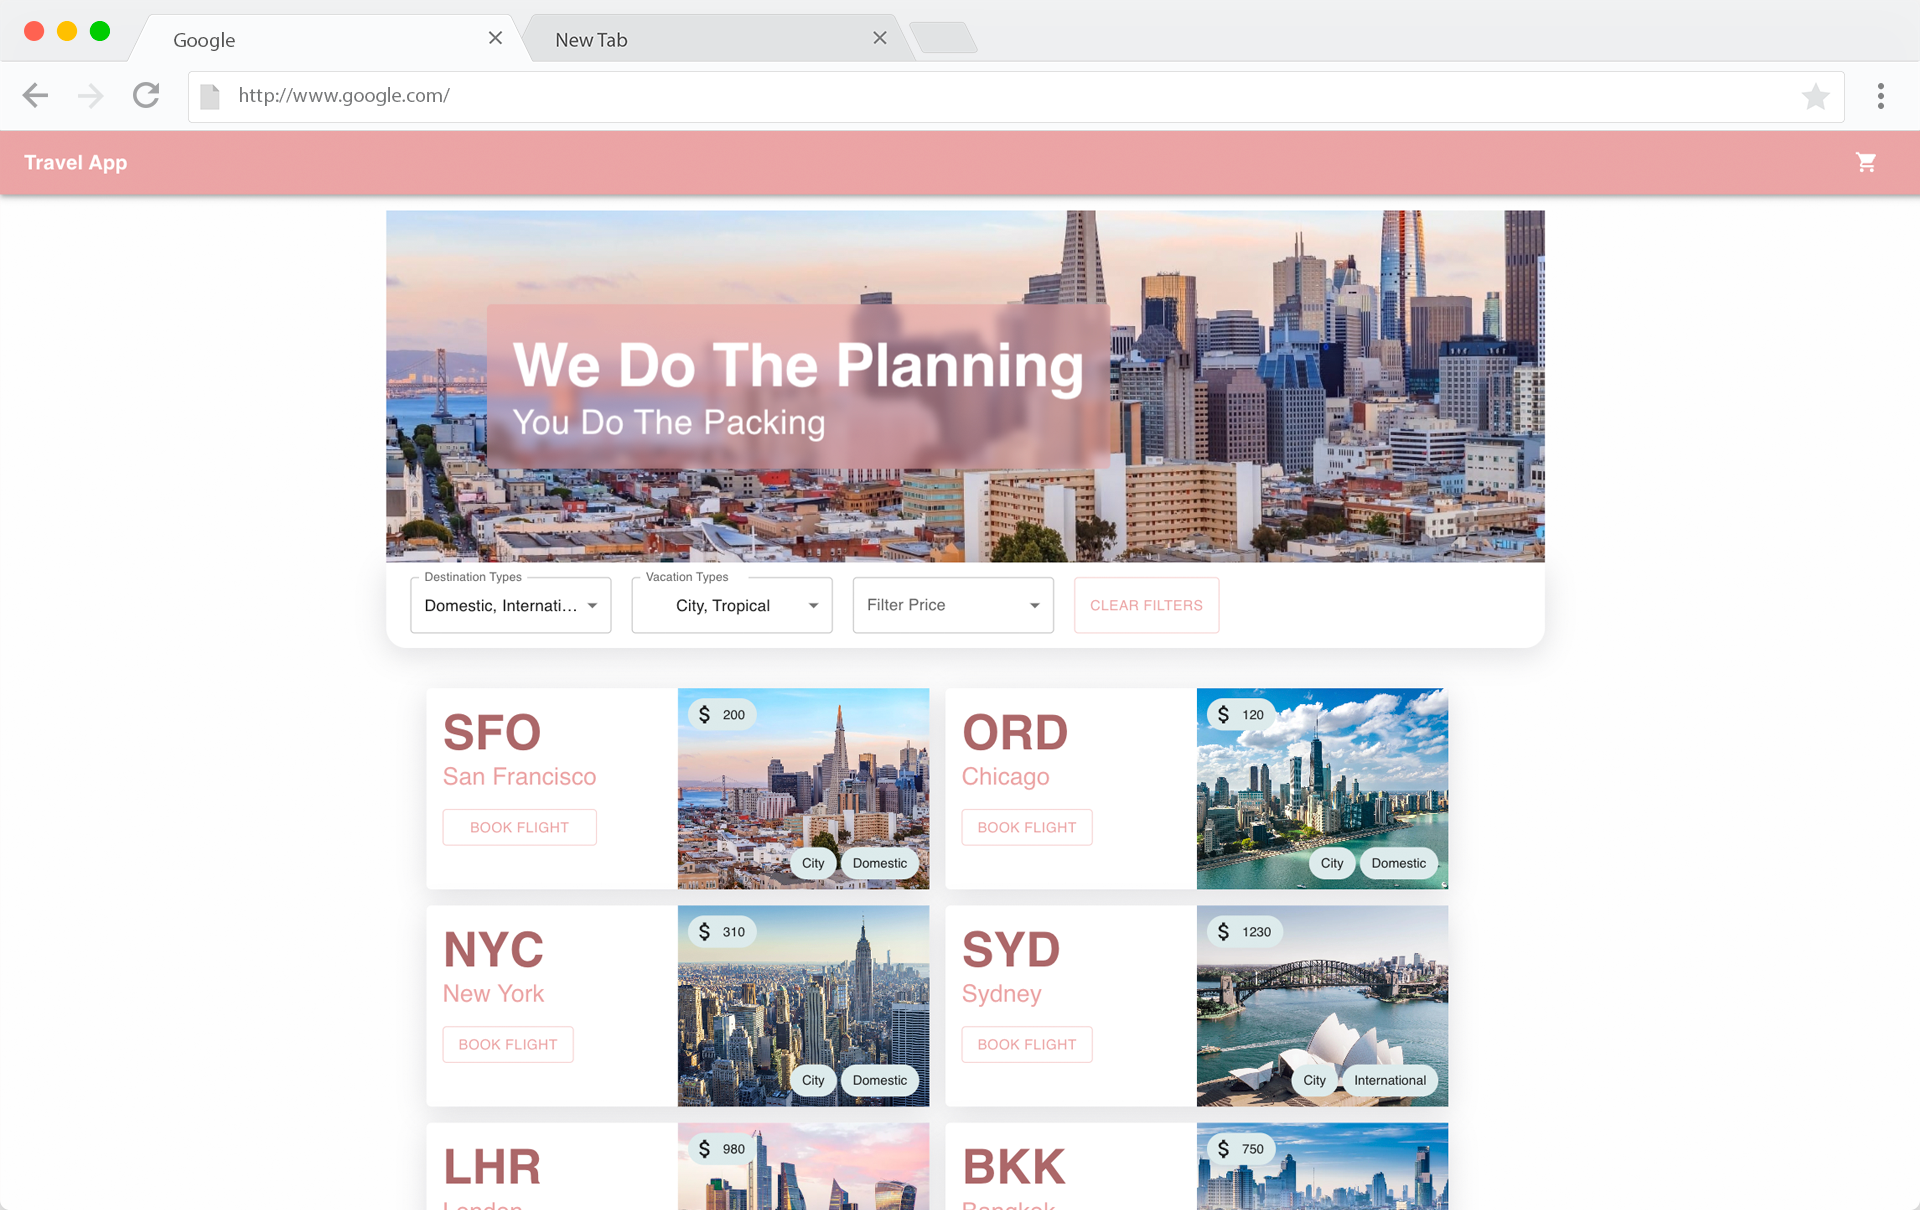 Google
New Tab
http://www.google.com/
Travel App
We Do The Planning
You Do The Packing
Destination Types
Domestic, Internati...
Vacation Types
City, Tropical
Filter Price
CLEAR FILTERS
SFO
San Francisco
BOOK FLIGHT
$ 200
City
Domestic
ORD
Chicago
BOOK FLIGHT
$ 120
City
Domestic
NYC
New York
BOOK FLIGHT
$ 310
City
Domestic
SYD
Sydney
BOOK FLIGHT
$ 1230
City
International
LHR
London
$ 980
BKK
Bangkok
$ 750